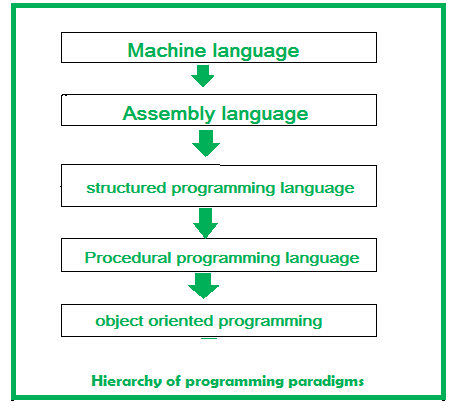 Machine language
Assembly language
structured programming language
Procedural programming language
object oriented programming
Hierarchy of programming paradigms